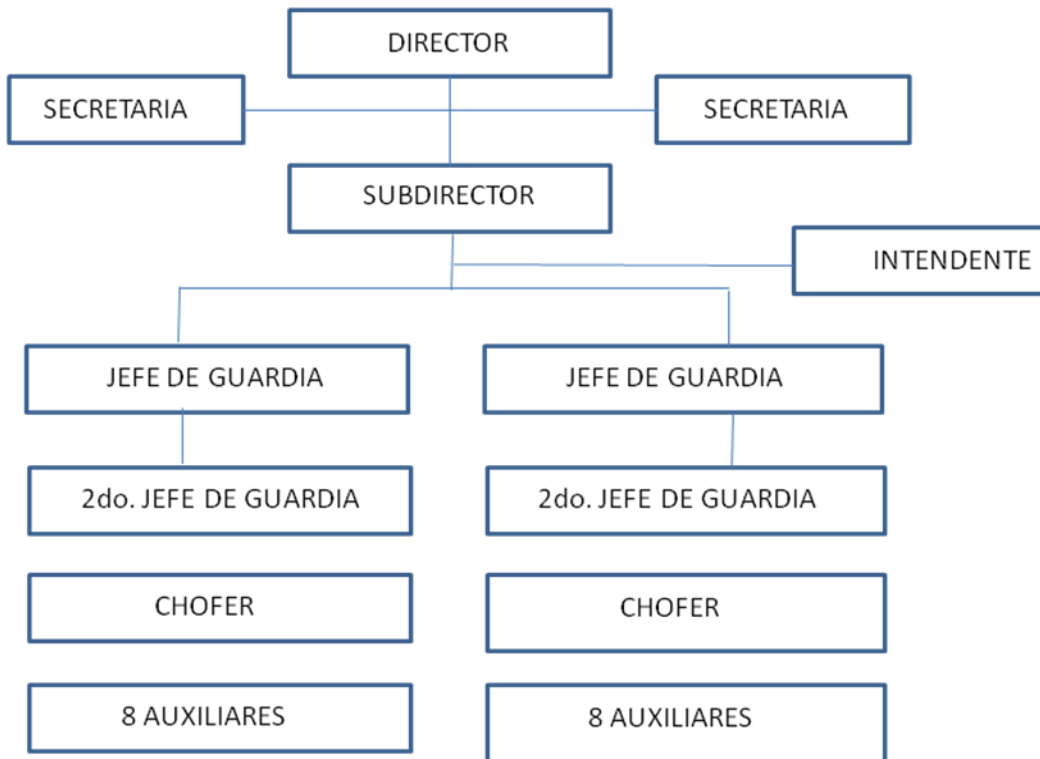 DIRECTOR
SECRETARIA
SECRETARIA
SUBDIRECTOR
INTENDENTE
JEFE DE GUARDIA
JEFE DE GUARDIA
2do. JEFE DE GUARDIA
2do. JEFE DE GUARDIA
CHOFER
CHOFER
8 AUXILIARES
8 AUXILIARES